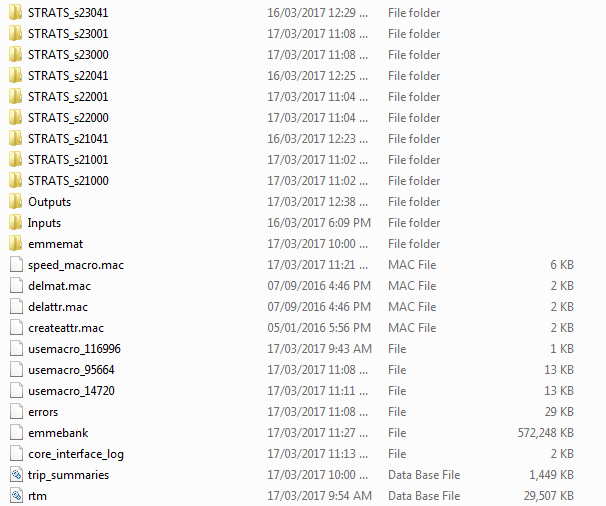 STRATS_s23041 16/03/2017 12:29 ... File folder
STRATS_s23001 17/03/2017 11:08 ... File folder
STRATS_s23000 17/03/2017 11:08 ... File folder
STRATS_s22041 16/03/2017 12:25 ... File folder
STRATS_s22001 17/03/2017 11:04 ... File folder
STRATS_s22000 17/03/2017 11:04 ... File folder
STRATS_s21041 16/03/2017 12:23 ... File folder
STRATS_s21001 17/03/2017 11:02 ... File folder
STRATS_s21000 17/03/2017 11:02 ... File folder
Outputs 17/03/2017 12:38 ... File folder
Inputs 16/03/2017 6:09 PM File folder
emmemat 17/03/2017 10:00 ... File folder
speed_macro.mac 17/03/2017 11:21 ... MAC File 6 KB
delmat.mac 07/09/2016 4:46 PM MAC File 2 KB
delattr.mac 07/09/2016 4:46 PM MAC File 2 KB
createattr.mac 05/01/2016 5:56 PM MAC File 2 KB
usemacro_116996 17/03/2017 9:43 AM File 1 KB
usemacro_95664 17/03/2017 11:08 ... File 13 KB
usemacro_14720 17/03/2017 11:11 ... File 13 KB
errors 17/03/2017 11:08 ... File 29 KB
emmebank 17/03/2017 11:27 ... File 572,248 KB
core_interface_log 17/03/2017 11:13 ... File 2 KB
trip_summaries 17/03/2017 10:00 ... Data Base File 1,449 KB
rtm 17/03/2017 9:54 AM Data Base File 29,507 KB